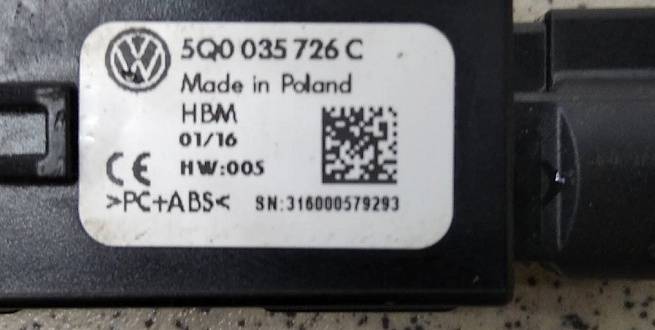 5Q0 035 726 C
Made in Poland
HBM
01/16
CE HW:005
>PC+ABS< SN:316000579293